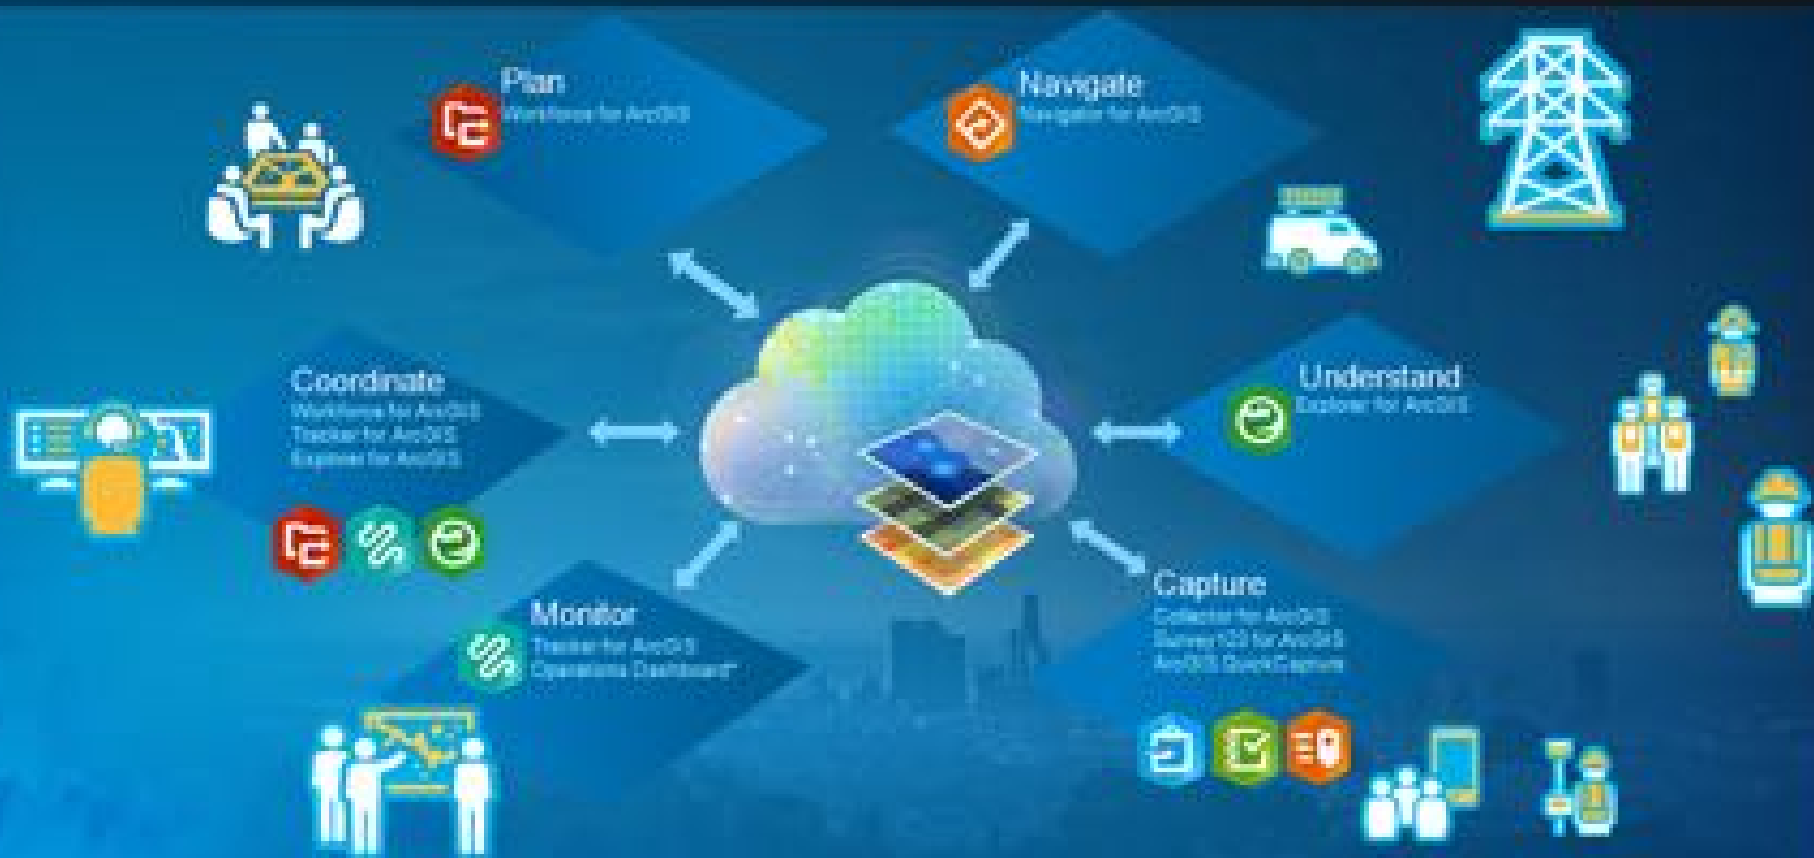 Plan
Workforce for ArcGIS
Navigate
Navigator for ArcGIS
Coordinate
Workforce for ArcGIS
Tracker for ArcGIS
Explorer for ArcGIS
Understand
Explorer for ArcGIS
Monitor
Tracker for ArcGIS
Operations Dashboard*
Capture
Collector for ArcGIS
Survey123 for ArcGIS
ArcGIS QuickCapture